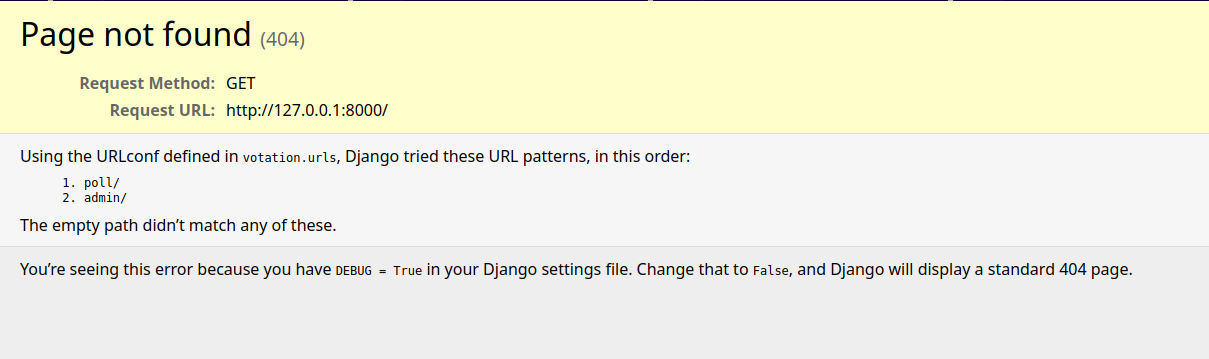 Page not found (404)
Request Method: GET
Request URL: http://127.0.0.1:8000/
Using the URLconf defined in votation.urls, Django tried these URL patterns, in this order:
1. poll/
2. admin/
The empty path didn’t match any of these.
You’re seeing this error because you have DEBUG = True in your Django settings file. Change that to False, and Django will display a standard 404 page.